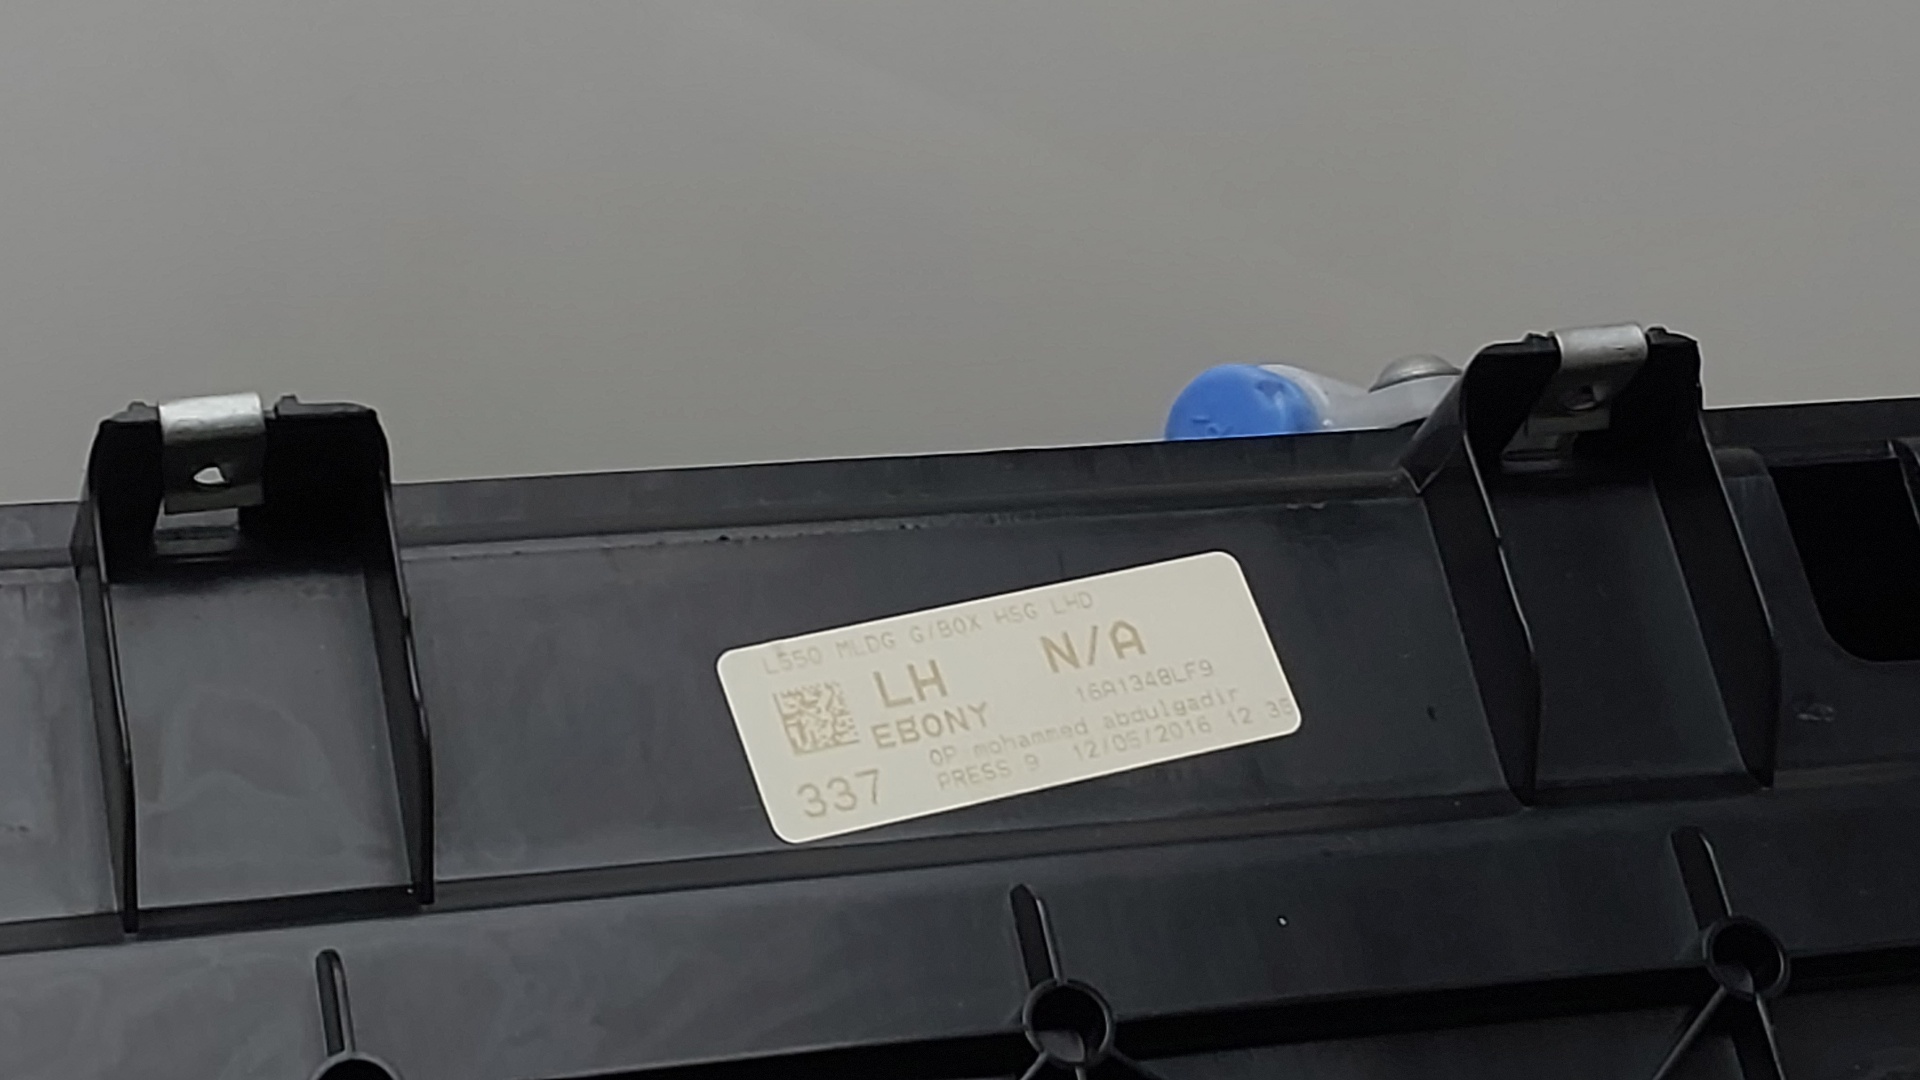 L550 MLDG G/BOX HSG LHD
LH N/A
EBONY 16A1348LF9
OP mohammed abdulgadir
337 PRESS 9 12/05/2016 12 35